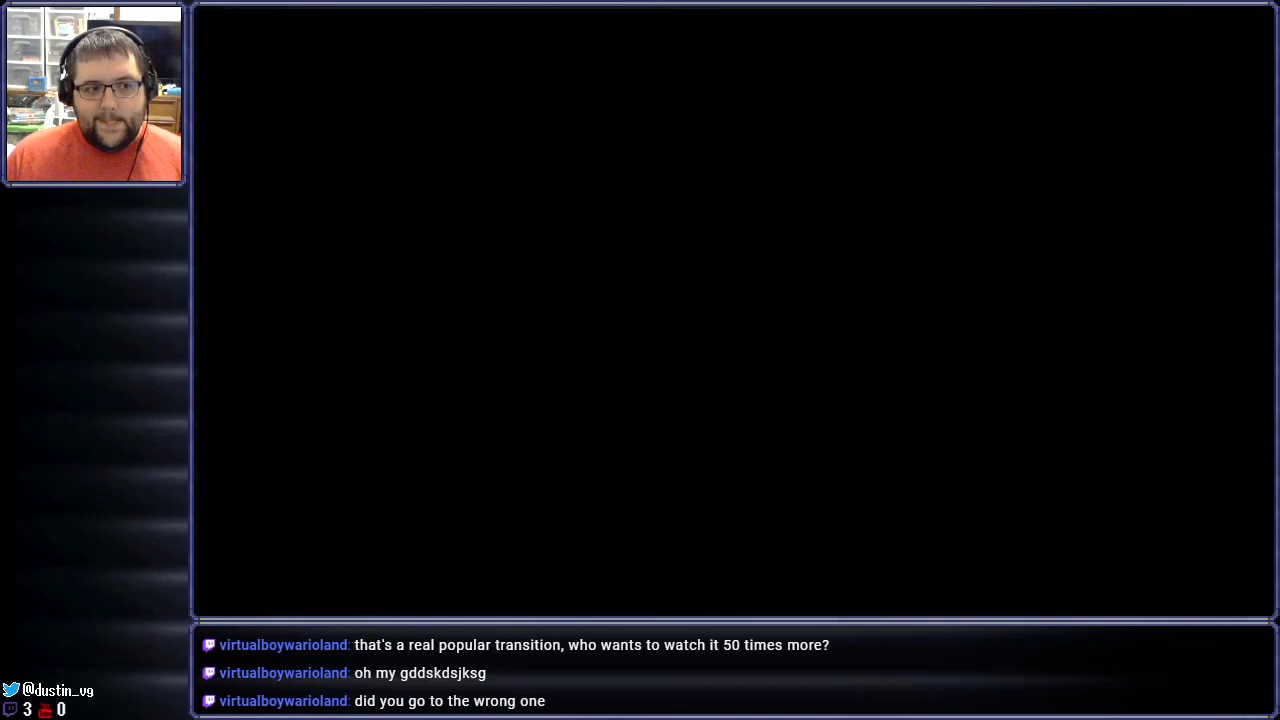 virtualboywarioland: that's a real popular transition, who wants to watch it 50 times more?
virtualboywarioland: oh my gddskdsjksg
virtualboywarioland: did you go to the wrong one
@dustin_vg
3 0